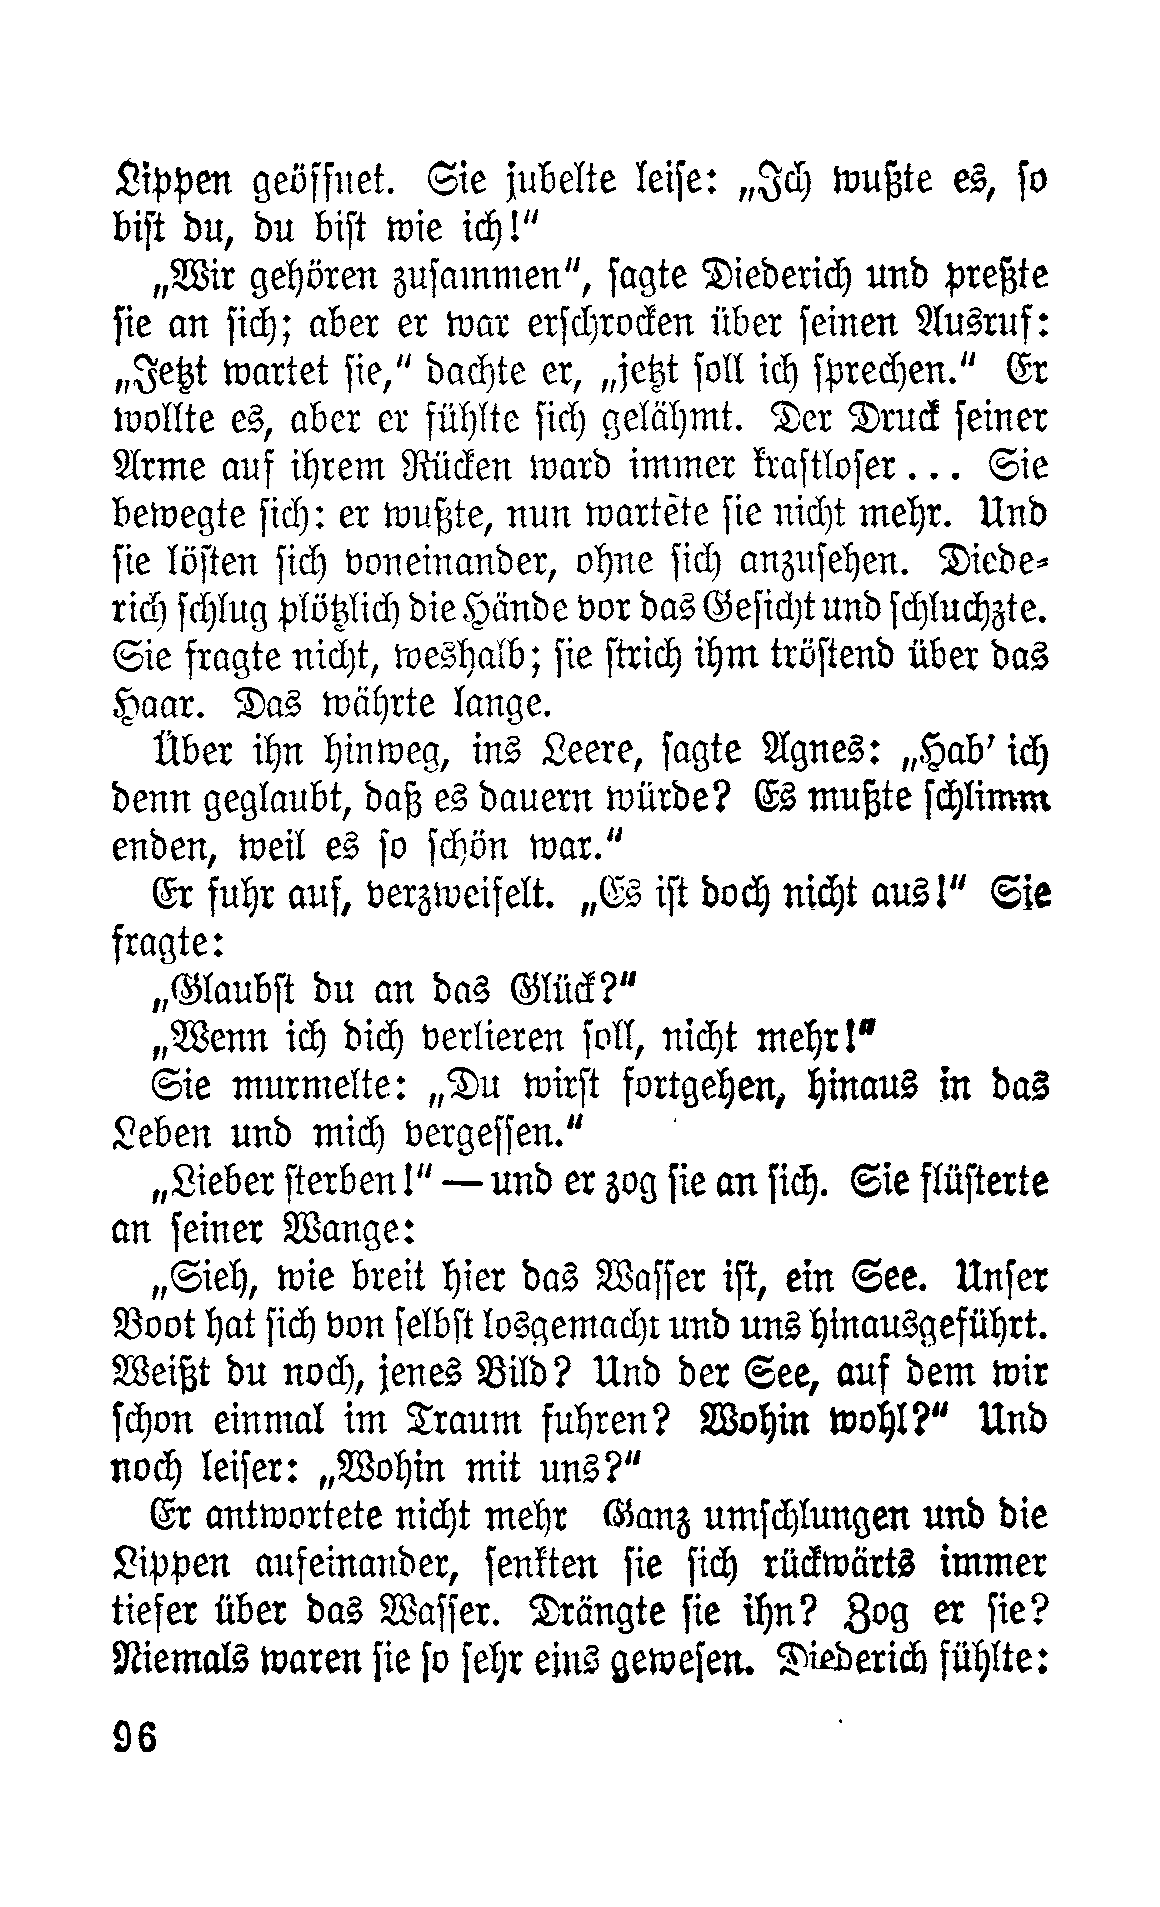 Lippen geöffnet. Sie jubelte leise: „Ich wußte es, so
bist du, du bist wie ich!“
„Wir gehören zusammen“, sagte Diederich und preßte
sie an sich; aber er war erschrocken über seinen Ausruf:
„Jetzt wartet sie,“ dachte er, „jetzt soll ich sprechen.“ Er
wollte es, aber er fühlte sich gelähmt. Der Druck seiner
Arme auf ihrem Rücken ward immer kraftloser... Sie
bewegte sich: er wußte, nun wartete sie nicht mehr. Und
sie lösten sich voneinander, ohne sich anzusehen. Diede-
rich schlug plötzlich die Hände vor das Gesicht und schluchzte.
Sie fragte nicht, weshalb; sie strich ihm tröstend über das
Haar. Das währte lange.
Über ihn hinweg, ins Leere, sagte Agnes: „Hab’ ich
denn geglaubt, daß es dauern würde? Es mußte schlimm
enden, weil es so schön war.“
Er fuhr auf, verzweifelt. „Es ist doch nicht aus!“ Sie
fragte:
„Glaubst du an das Glück?“
„Wenn ich dich verlieren soll, nicht mehr!“
Sie murmelte: „Du wirst fortgehen, hinaus in das
Leben und mich vergessen.“
„Lieber sterben!“ — und er zog sie an sich. Sie flüsterte
an seiner Wange:
„Sieh, wie breit hier das Wasser ist, ein See. Unser
Boot hat sich von selbst losgemacht und uns hinausgeführt.
Weißt du noch, jenes Bild? Und der See, auf dem wir
schon einmal im Traum fuhren? Wohin wohl?“ Und
noch leiser: „Wohin mit uns?“
Er antwortete nicht mehr Ganz umschlungen und die
Lippen aufeinander, senkten sie sich rückwärts immer
tiefer über das Wasser. Drängte sie ihn? Zog er sie?
Niemals waren sie so sehr eins gewesen. Diederich fühlte:
96